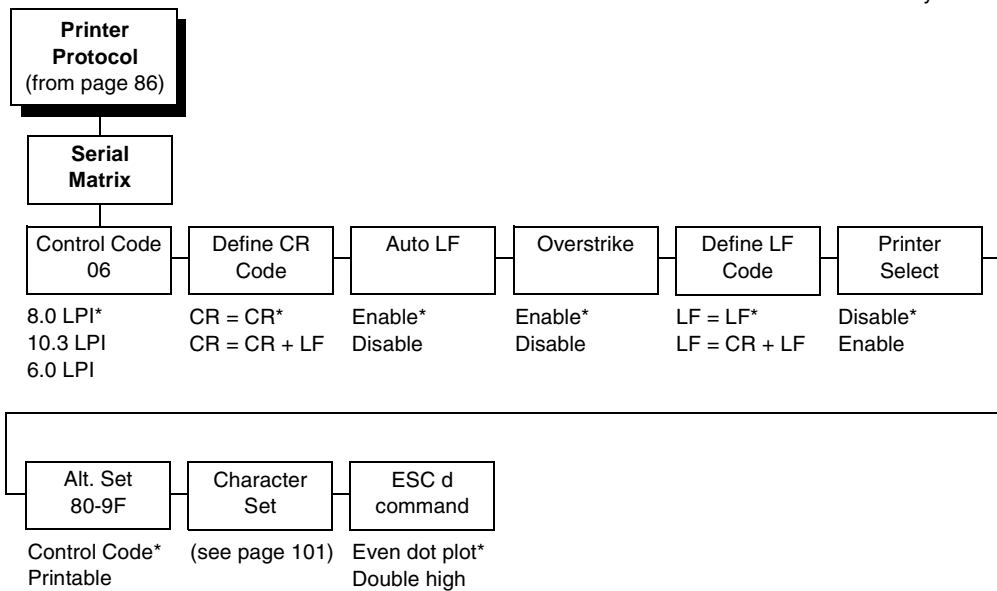 Printer
Protocol
(from page 86)
Serial
Matrix
Control Code
06
Define CR
Code
Auto LF
Overstrike
Define LF
Code
Printer
Select
8.0 LPI*
10.3 LPI
6.0 LPI
CR = CR*
CR = CR + LF
Enable*
Disable
Enable*
Disable
LF = LF*
LF = CR + LF
Disable*
Enable
Alt. Set
80-9F
Character
Set
ESC d
command
Control Code*
Printable
(see page 101)
Even dot plot*
Double high